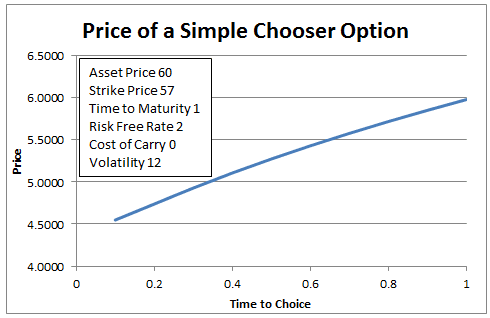 Price of a Simple Chooser Option
6.5000
6.0000
5.5000
5.0000
4.5000
4.0000
Price
Asset Price 60
Strike Price 57
Time to Maturity 1
Risk Free Rate 2
Cost of Carry 0
Volatility 12
0 0.2 0.4 0.6 0.8 1
Time to Choice